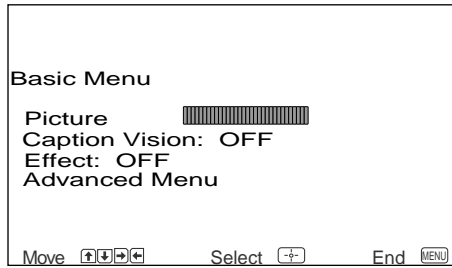 Basic Menu
Picture
Caption Vision: OFF
Effect: OFF
Advanced Menu
Move Select End MENU